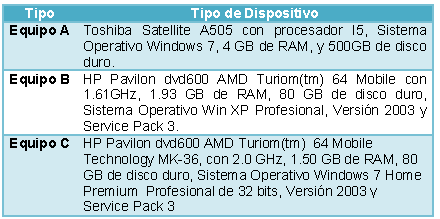 Tipo Tipo de Dispositivo
Equipo A Toshiba Satellite A505 con procesador I5, Sistema
Operativo Windows 7, 4 GB de RAM, y 500GB de disco
duro.
Equipo B HP Pavilon dvd600 AMD Turiom(tm) 64 Mobile con
1.61GHz, 1.93 GB de RAM, 80 GB de disco duro,
Sistema Operativo Win XP Profesional, Versión 2003 y
Service Pack 3.
Equipo C HP Pavilon dvd600 AMD Turiom(tm) 64 Mobile
Technology MK-36, con 2.0 GHz, 1.50 GB de RAM, 80
GB de disco duro, Sistema Operativo Windows 7 Home
Premium Profesional de 32 bits, Versión 2003 y
Service Pack 3